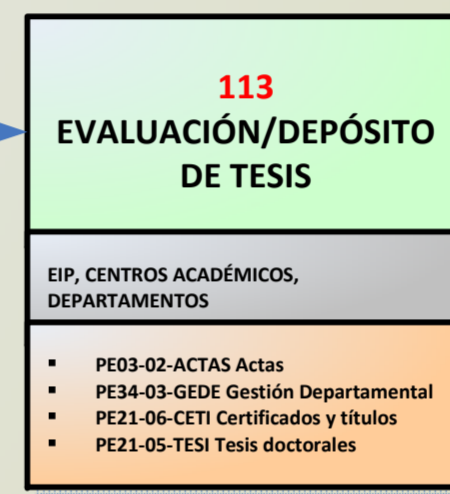 113
EVALUACIÓN/DEPÓSITO
DE TESIS
EIP, CENTROS ACADÉMICOS,
DEPARTAMENTOS
▪ PE03-02-ACTAS Actas
▪ PE34-03-GEDE Gestión Departamental
▪ PE21-06-CETI Certificados y títulos
▪ PE21-05-TESI Tesis doctorales